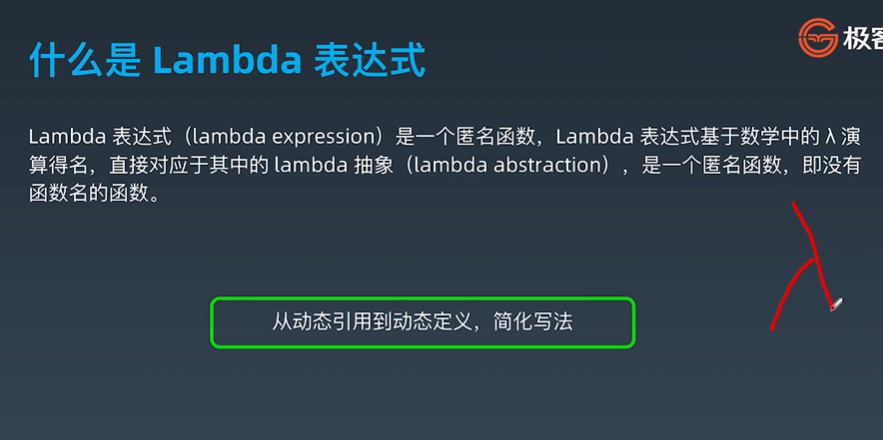 什么是 Lambda 表达式
极客
Lambda 表达式（lambda expression）是一个匿名函数，Lambda 表达式基于数学中的 λ 演
算得名，直接对应于其中的 lambda 抽象（lambda abstraction），是一个匿名函数，即没有
函数名的函数。
λ
从动态引用到动态定义，简化写法